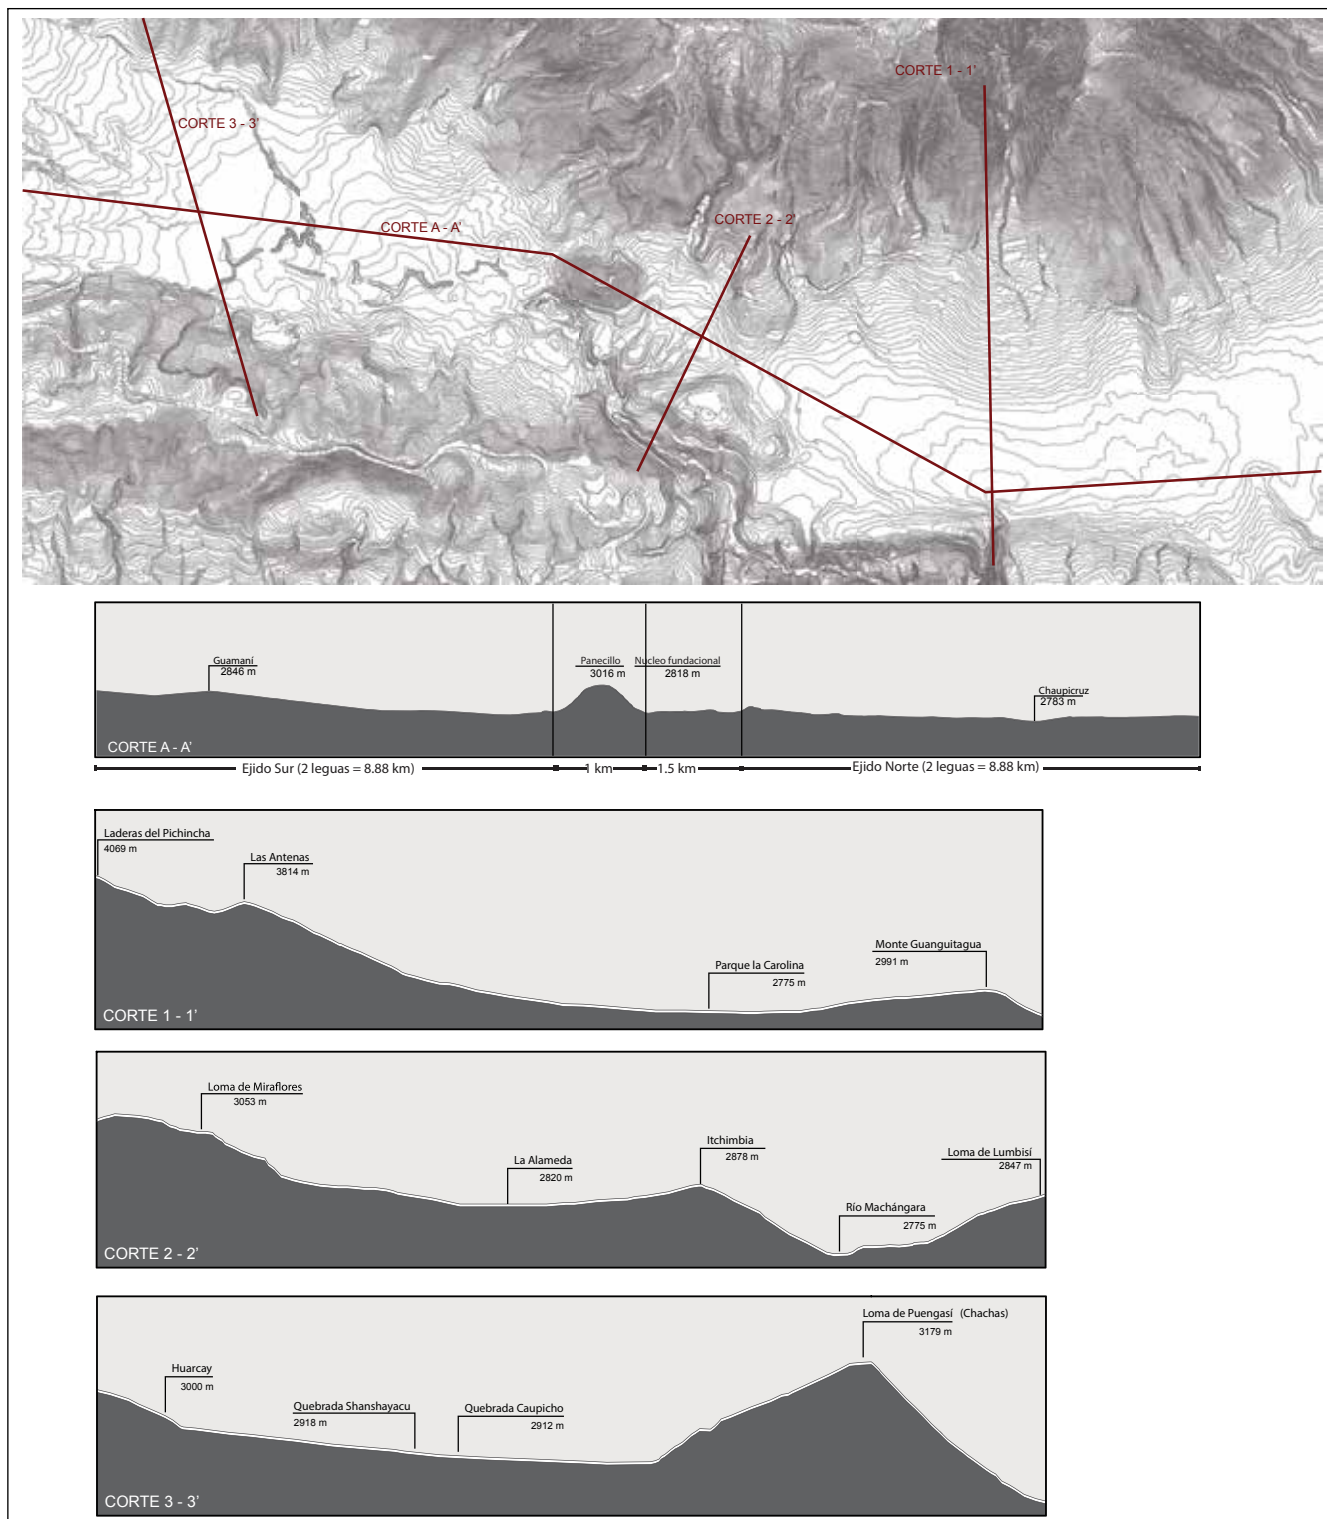 CORTE 1 - 1’
CORTE 3 - 3’
CORTE 2 - 2’
CORTE A - A’
Guamaní
2846 m
Panecillo
3016 m
Nucleo fundacional
2818 m
Chaupicruz
2783 m
CORTE A - A’
Ejido Sur (2 leguas = 8.88 km)
1 km
1.5 km
Ejido Norte (2 leguas = 8.88 km)
Laderas del Pichincha
4069 m
Las Antenas
3814 m
Parque la Carolina
2775 m
Monte Guanguitagua
2991 m
CORTE 1 - 1’
Loma de Miraflores
3053 m
La Alameda
2820 m
Itchimbia
2878 m
Río Machángara
2775 m
Loma de Lumbisí
2847 m
CORTE 2 - 2’
Huarcay
3000 m
Quebrada Shanshayacu
2918 m
Quebrada Caupicho
2912 m
Loma de Puengasí (Chachas)
3179 m
CORTE 3 - 3’